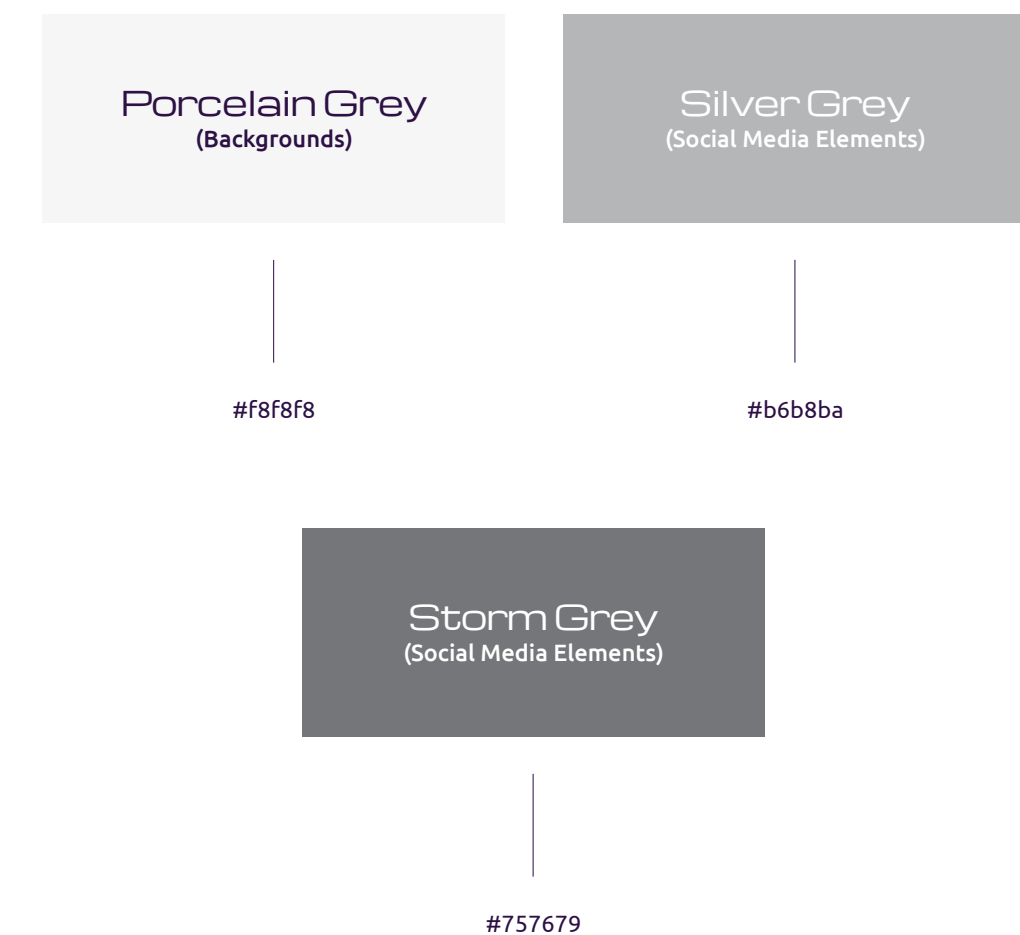 Porcelain Grey
(Backgrounds)
Silver Grey
(Social Media Elements)
#f8f8f8
#b6b8ba
Storm Grey
(Social Media Elements)
#757679